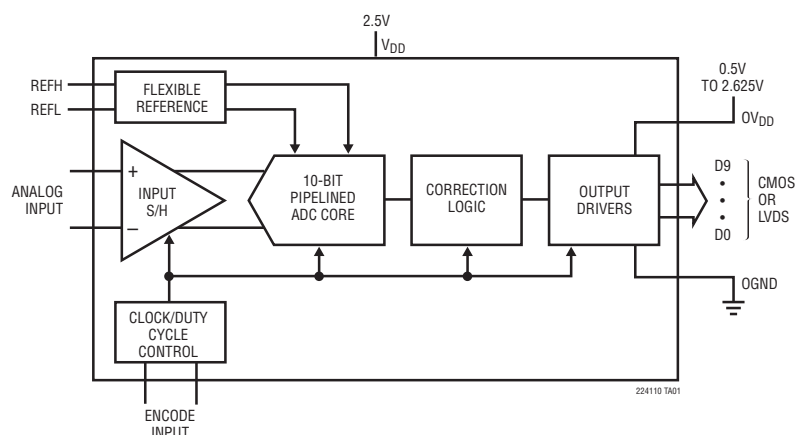 2.5V
VDD
0.5V
TO 2.625V
OVDD
REFH
REFL
FLEXIBLE
REFERENCE
ANALOG
INPUT
+
–
INPUT
S/H
10-BIT
PIPELINED
ADC CORE
CORRECTION
LOGIC
OUTPUT
DRIVERS
D9
•
•
•
D0
CMOS
OR
LVDS
OGND
CLOCK/DUTY
CYCLE
CONTROL
224110 TA01
ENCODE
INPUT